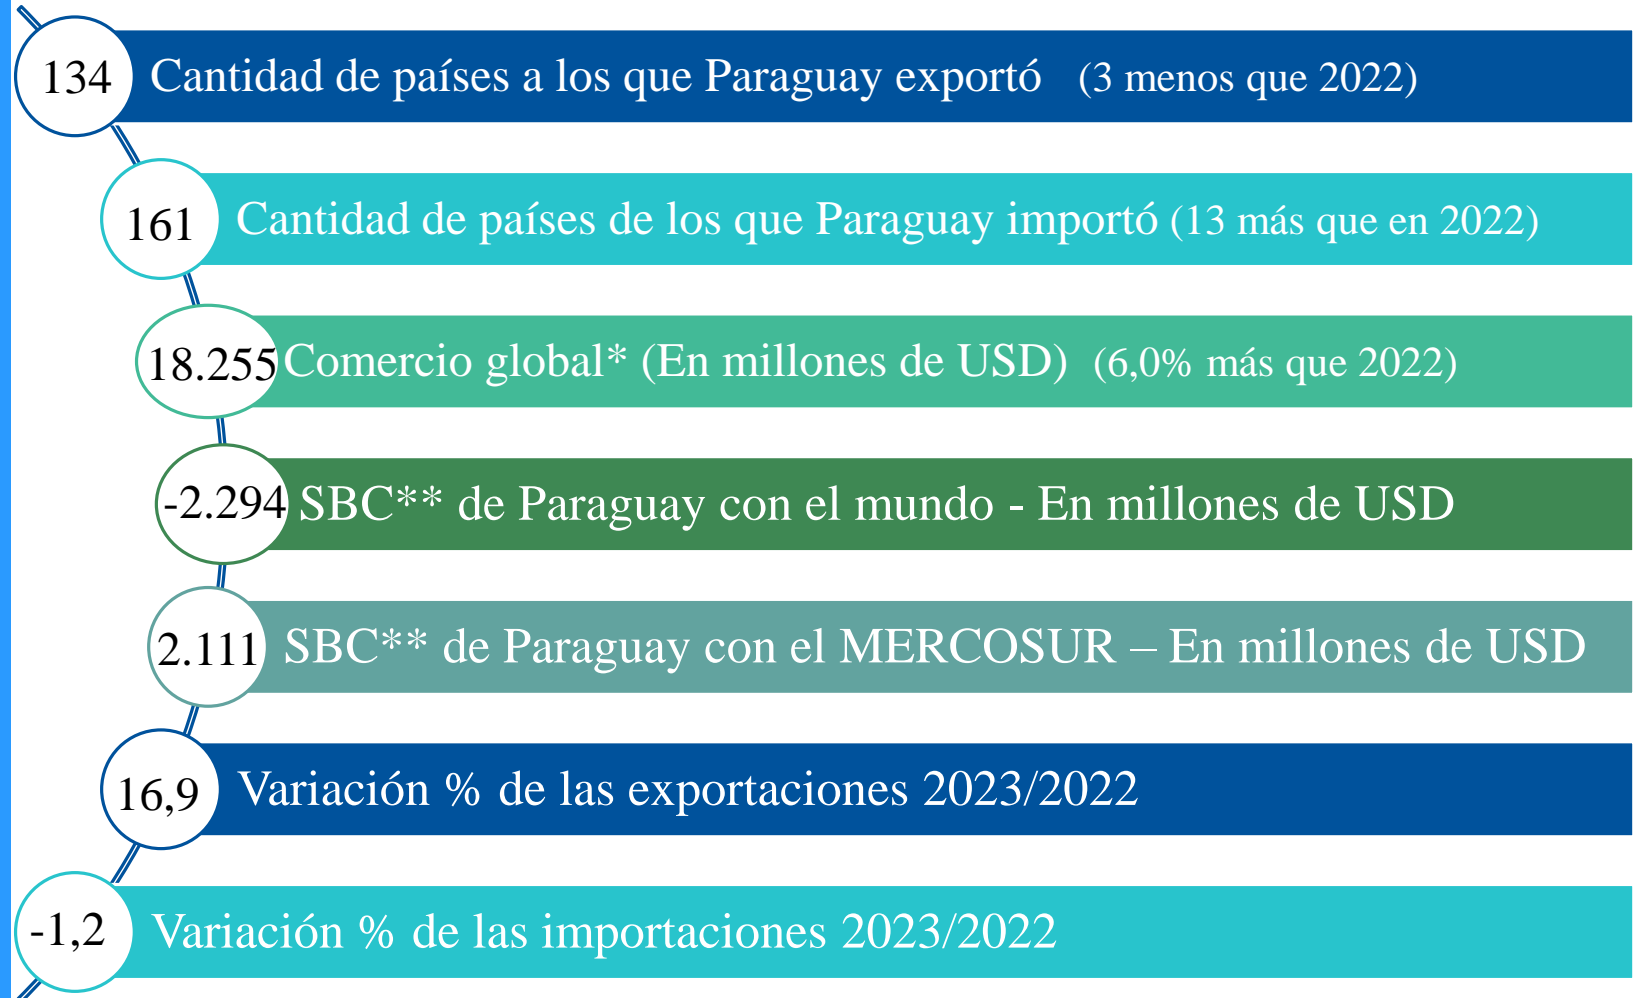 134 Cantidad de países a los que Paraguay exportó (3 menos que 2022)
161 Cantidad de países de los que Paraguay importó (13 más que en 2022)
18.255 Comercio global* (En millones de USD) (6,0% más que 2022)
-2.294 SBC** de Paraguay con el mundo - En millones de USD
2.111 SBC** de Paraguay con el MERCOSUR – En millones de USD
16,9 Variación % de las exportaciones 2023/2022
-1,2 Variación % de las importaciones 2023/2022